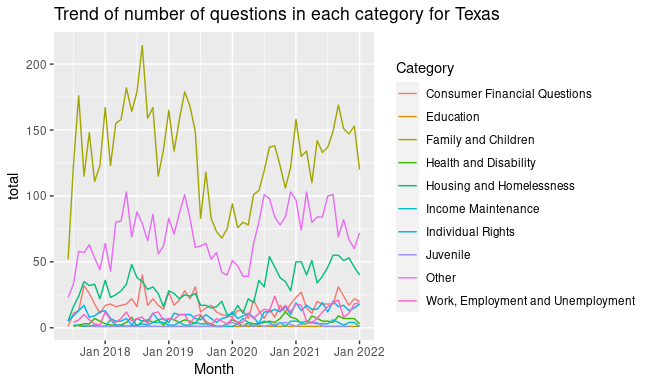 Trend of number of questions in each category for Texas
200
150
100
50
0
total
Jan 2018 Jan 2019 Jan 2020 Jan 2021 Jan 2022
Month
Category
Consumer Financial Questions
Education
Family and Children
Health and Disability
Housing and Homelessness
Income Maintenance
Individual Rights
Juvenile
Other
Work, Employment and Unemployment